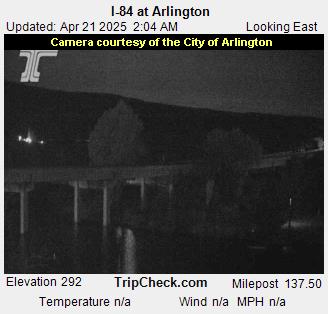 I-84 at Arlington
Updated: Apr 21 2025 2:04 AM Looking East
Camera courtesy of the City of Arlington
Elevation 292 TripCheck.com Milepost 137.50
Temperature n/a Wind n/a MPH n/a